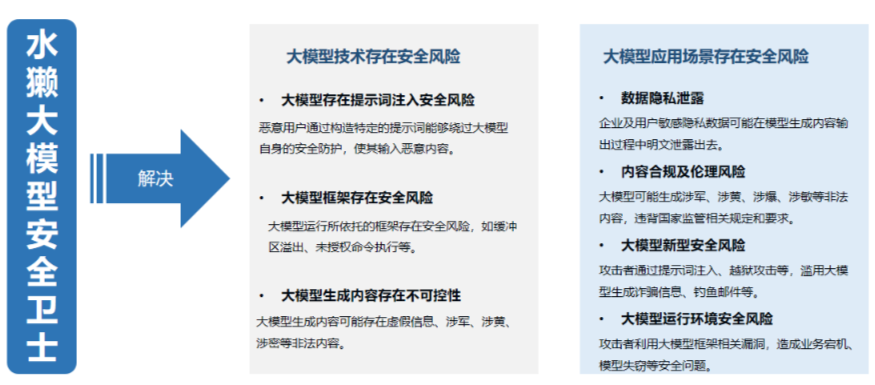 水獭大模型安全卫士
解决
大模型技术存在安全风险
• 大模型存在提示词注入安全风险
恶意用户通过构造特定的提示词能够绕过大模型
自身的安全防护，使其输入恶意内容。
• 大模型框架存在安全风险
大模型运行所依托的框架存在安全风险，如缓冲
区溢出、未授权命令执行等。
• 大模型生成内容存在不可控性
大模型生成内容可能存在虚假信息、涉军、涉黄、
涉密等非法内容。
大模型应用场景存在安全风险
• 数据隐私泄露
企业及用户敏感隐私数据可能在模型生成内容输
出过程中明文泄露出去。
• 内容合规及伦理风险
大模型可能生成涉军、涉黄、涉爆、涉敏等非法
内容，违背国家监管相关规定和要求。
• 大模型新型安全风险
攻击者通过提示词注入、越狱攻击等，滥用大模
型生成诈骗信息、钓鱼邮件等。
• 大模型运行环境安全风险
攻击者利用大模型框架相关漏洞，造成业务宕机、
模型失窃等安全问题。